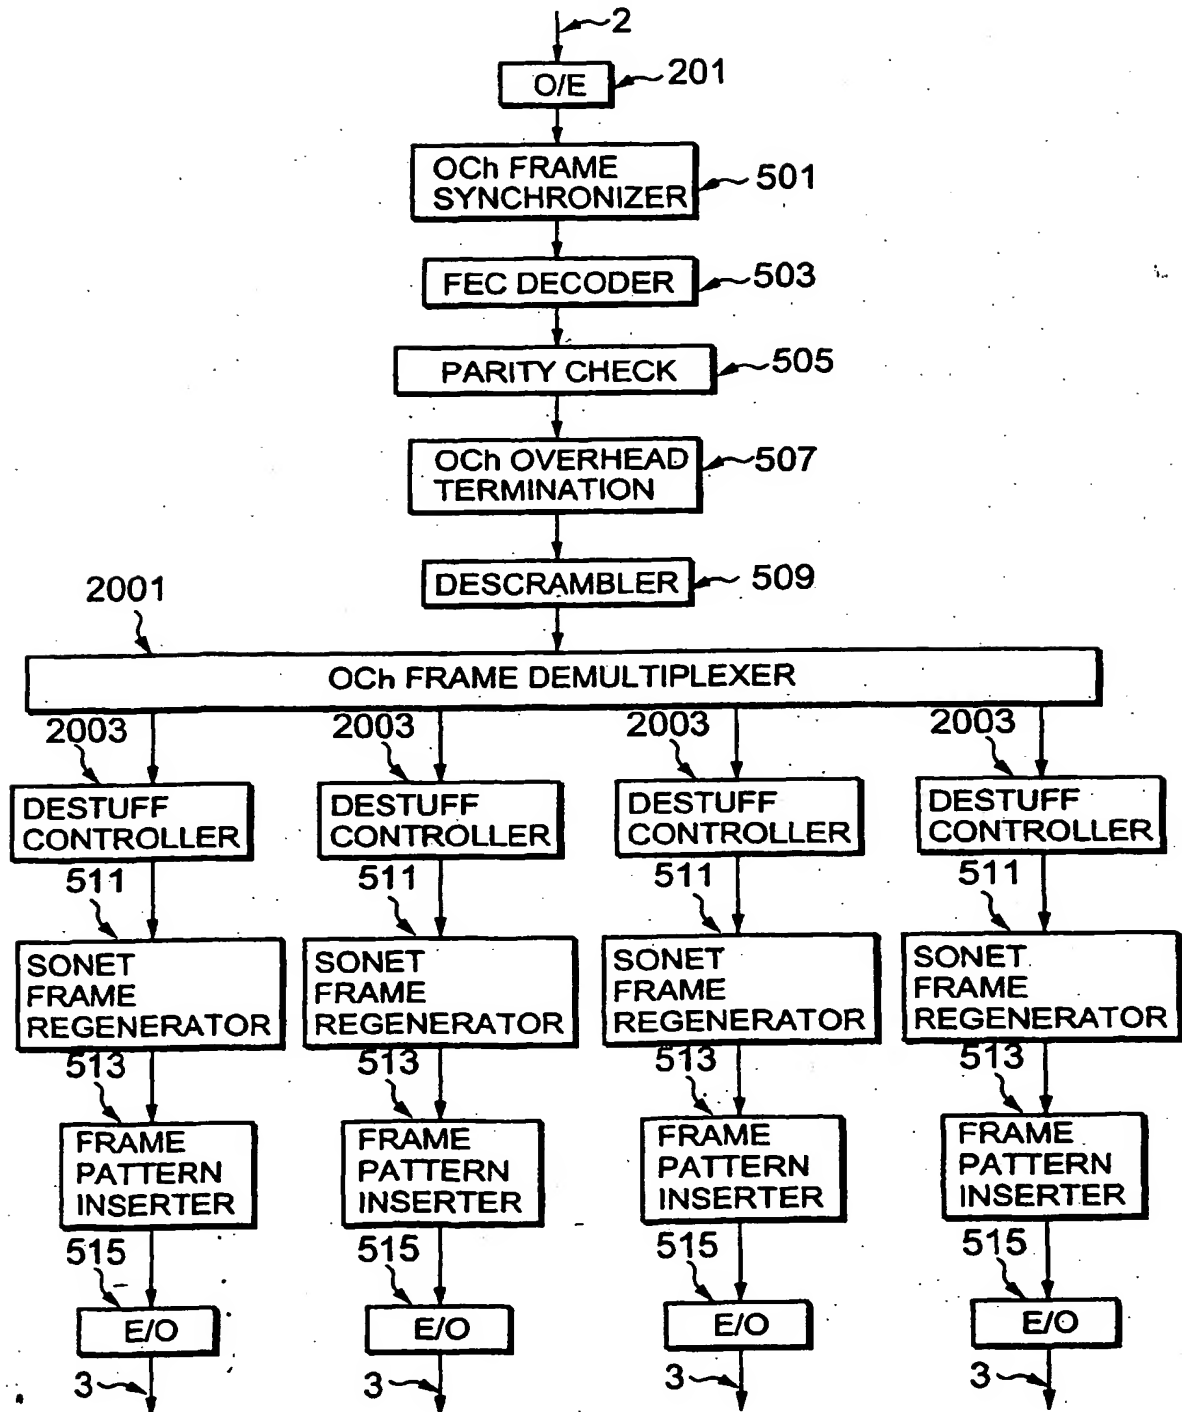 2
O/E
201
OCh FRAME
SYNCHRONIZER
501
FEC DECODER
503
PARITY CHECK
505
OCh OVERHEAD
TERMINATION
507
DESCRAMBLER
509
2001
OCh FRAME DEMULTIPLEXER
2003
2003
2003
2003
DESTUFF
CONTROLLER
DESTUFF
CONTROLLER
DESTUFF
CONTROLLER
DESTUFF
CONTROLLER
511
511
511
511
SONET
FRAME
REGENERATOR
SONET
FRAME
REGENERATOR
SONET
FRAME
REGENERATOR
SONET
FRAME
REGENERATOR
513
513
513
513
FRAME
PATTERN
INSERTER
FRAME
PATTERN
INSERTER
FRAME
PATTERN
INSERTER
FRAME
PATTERN
INSERTER
515
515
515
515
E/O
E/O
E/O
E/O
3
3
3
3